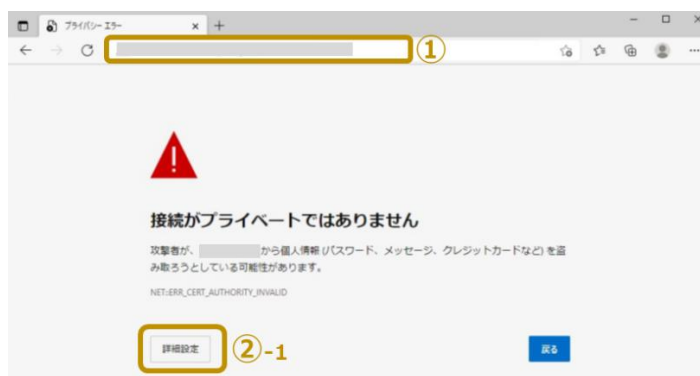 プライバシー エラー
①
接続がプライベートではありません
攻撃者が、 から個人情報 (パスワード、メッセージ、クレジットカードなど) を盗
み取ろうとしている可能性があります。
NET::ERR_CERT_AUTHORITY_INVALID
詳細設定
②-1
戻る